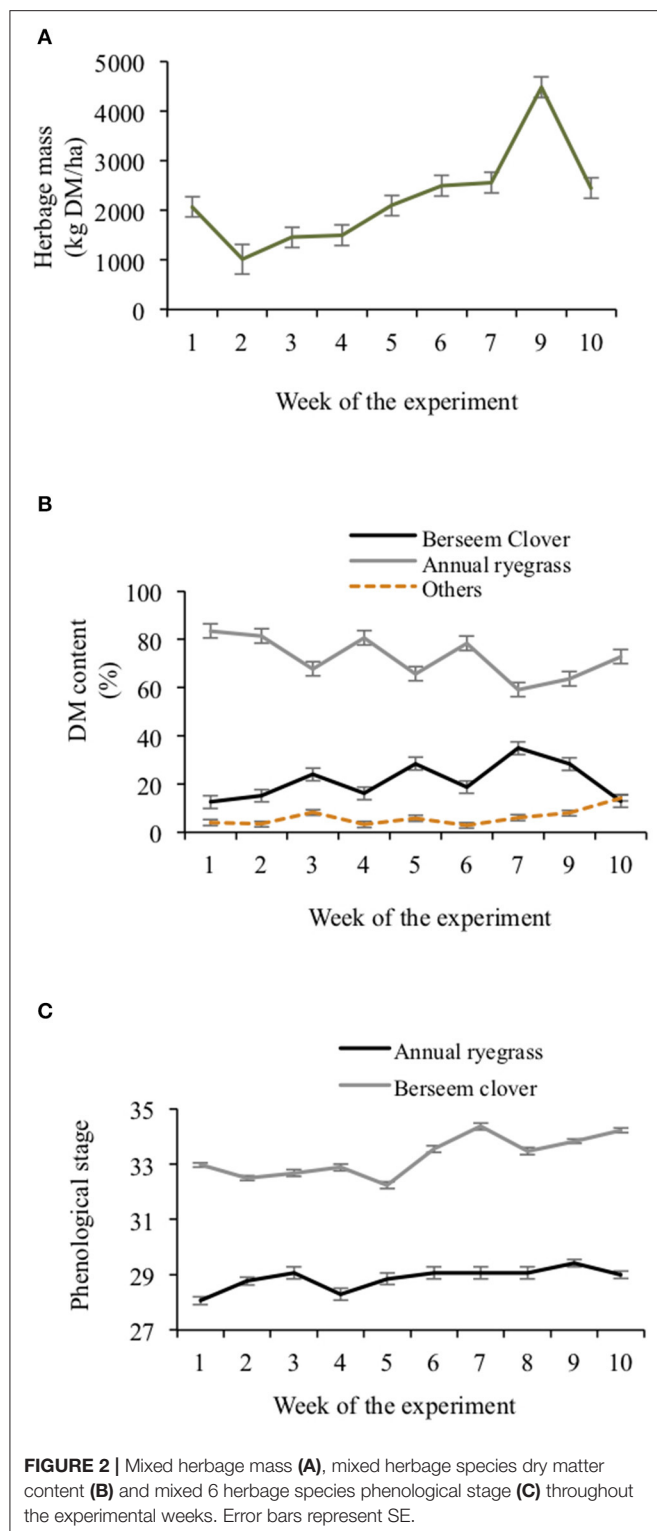 A
5000
4000
3000
2000
1000
0
Herbage mass
(kg DM/ha)
1 2 3 4 5 6 7 9 10
Week of the experiment
B
Berseem Clover
Annual ryegrass
Others
100
80
60
40
20
0
DM content
(%)
1 2 3 4 5 6 7 9 10
Week of the experiment
C
Annual ryegrass
Berseem clover
35
33
31
29
27
Phenological stage
1 2 3 4 5 6 7 8 9 10
Week of the experiment
FIGURE 2 | Mixed herbage mass (A), mixed herbage species dry matter
content (B) and mixed 6 herbage species phenological stage (C) throughout
the experimental weeks. Error bars represent SE.